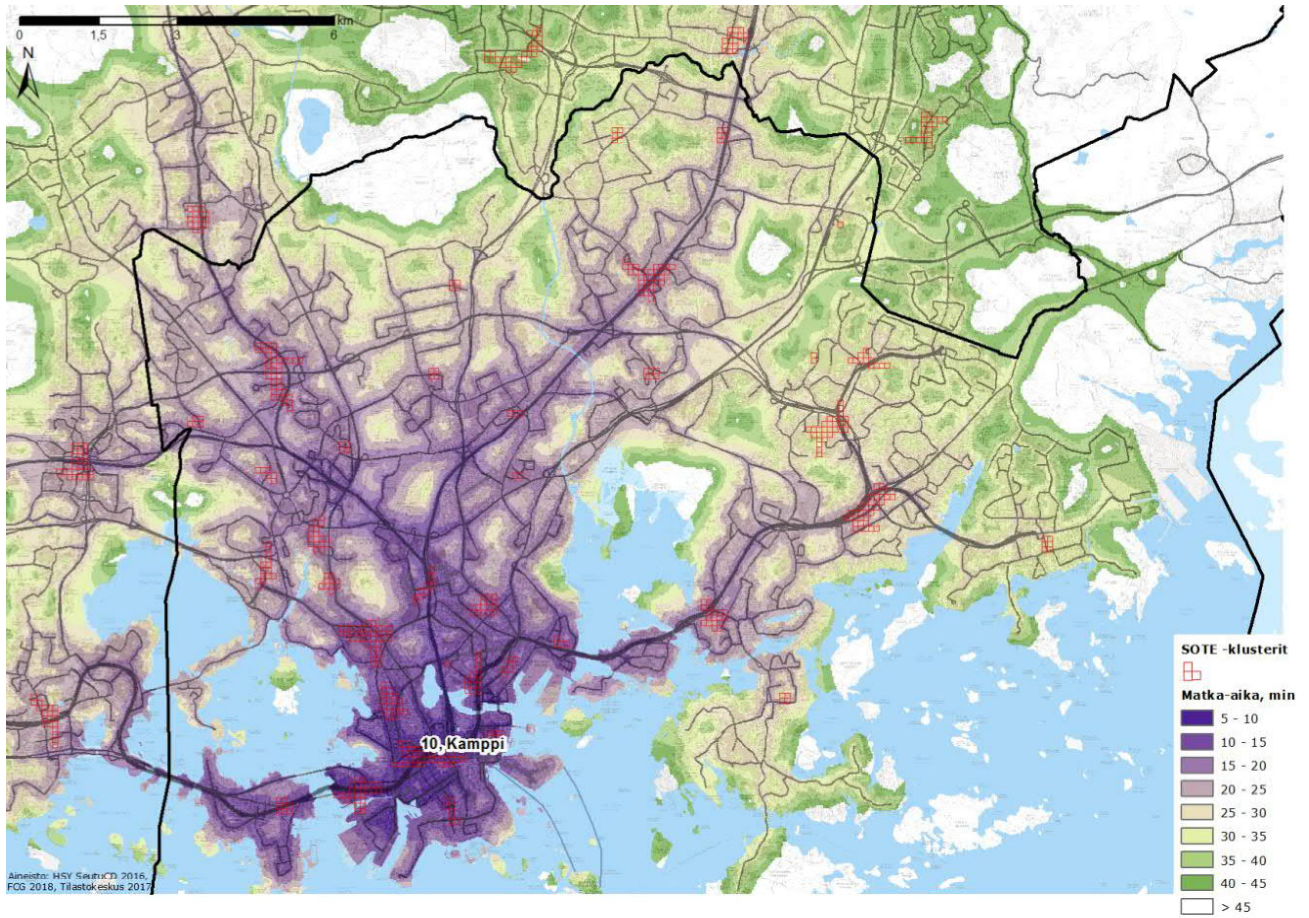 km
0 1,5 3 6
N
10, Kamppi
SOTE -klusterit
Matka-aika, min
5 - 10
10 - 15
15 - 20
20 - 25
25 - 30
30 - 35
35 - 40
40 - 45
> 45
Aineisto: HSY SeutuCD 2016,
FCG 2018, Tilastokeskus 2017